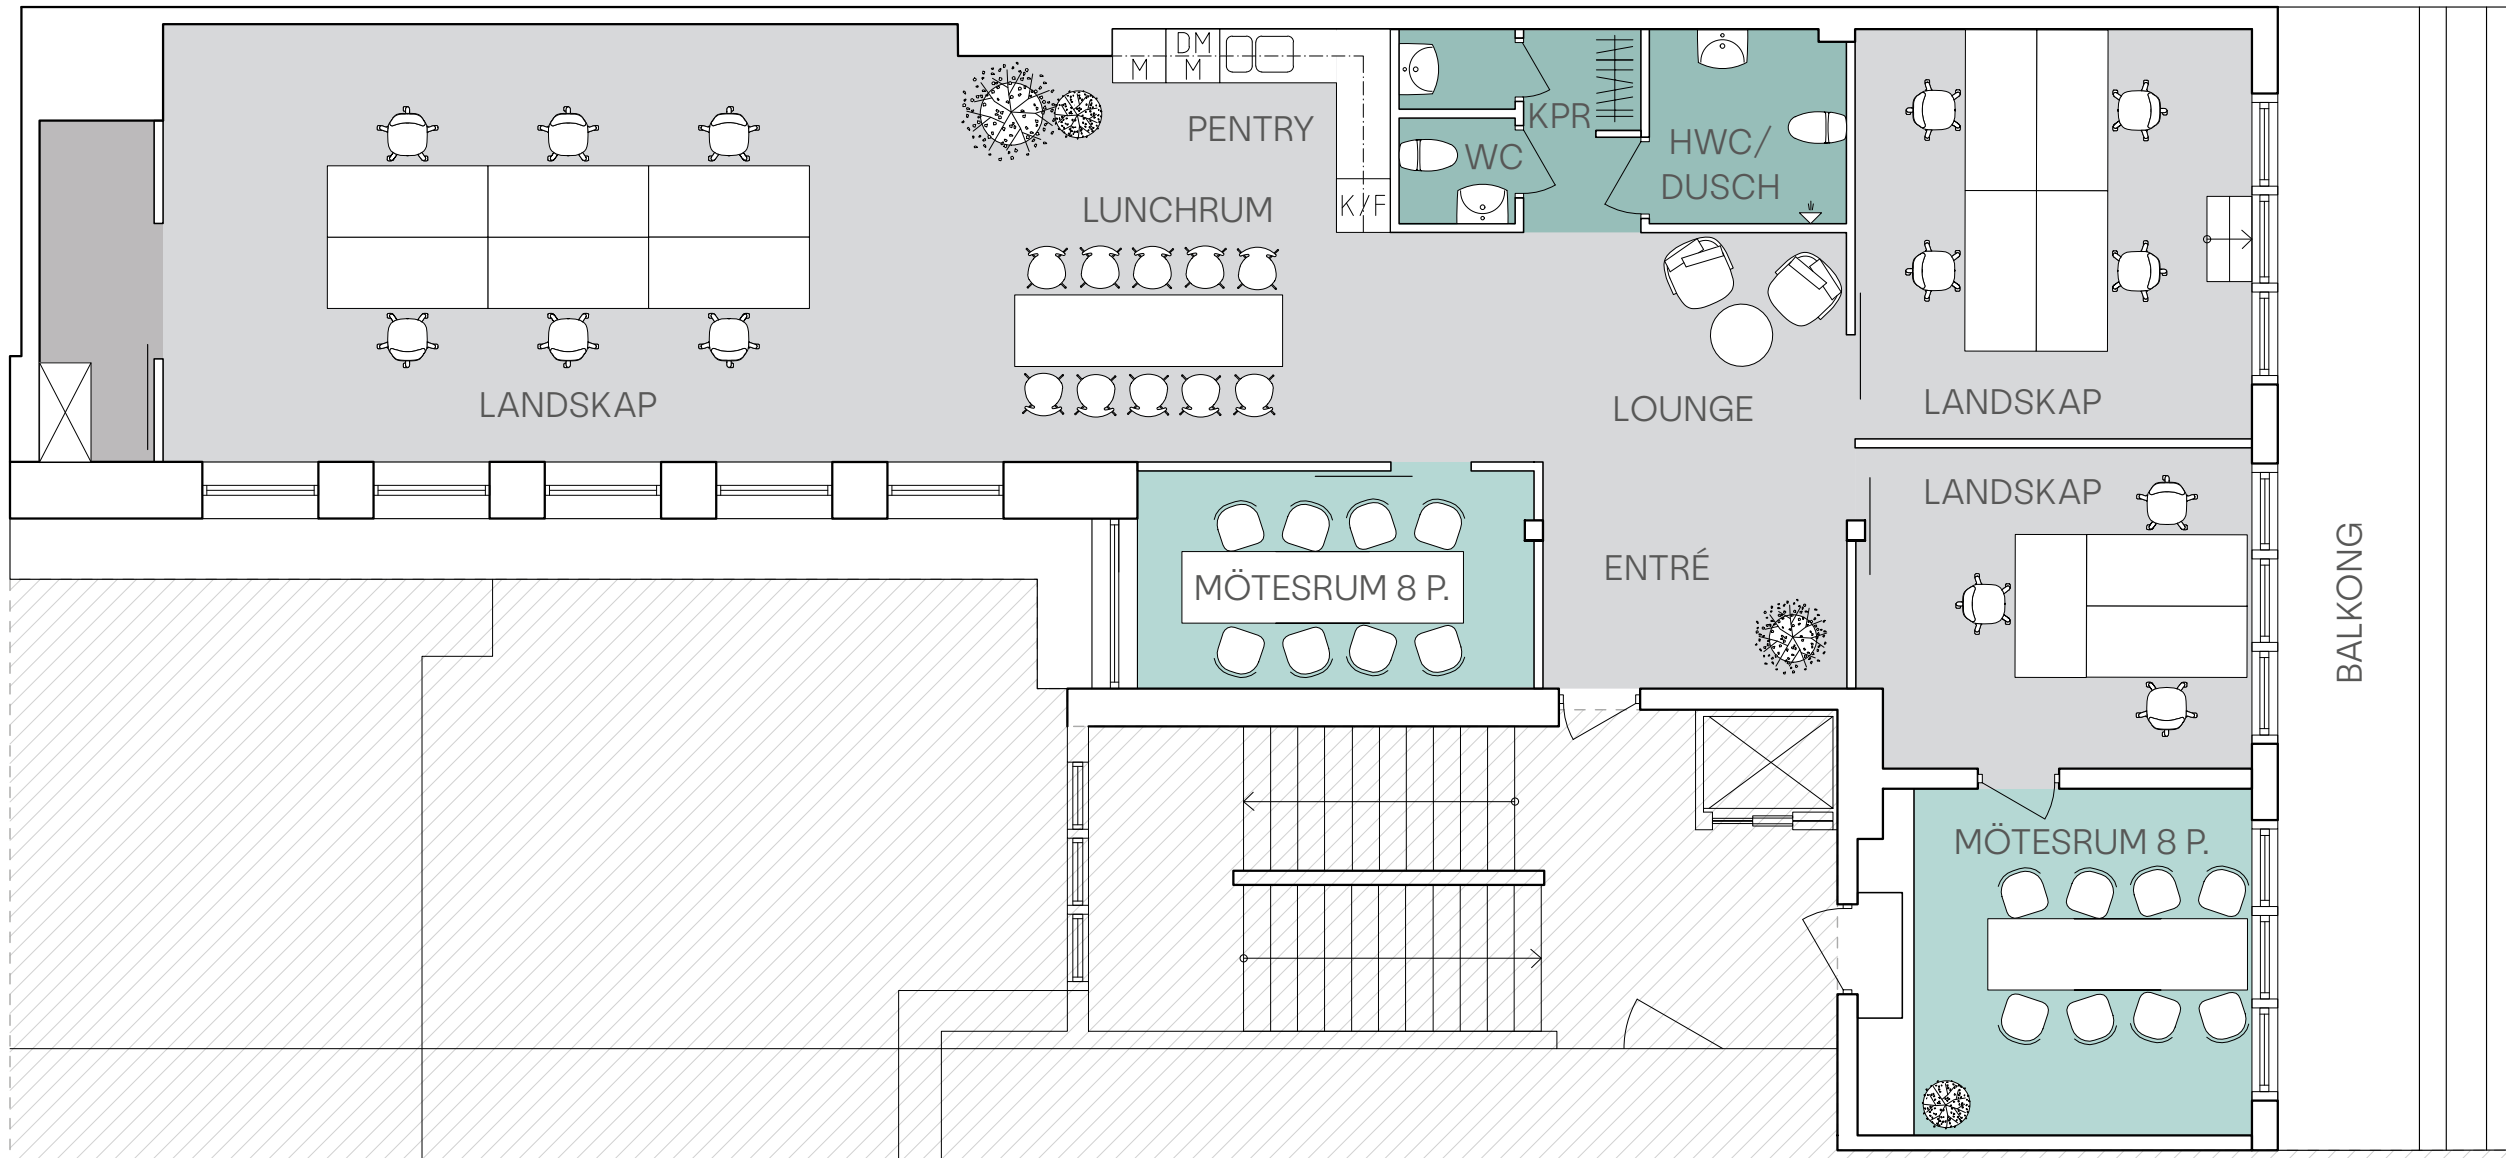 DM
M
M
PENTRY
KPR
HWC/
DUSCH
WC
LUNCHRUM
K/F
LANDSKAP
LOUNGE
LANDSKAP
LANDSKAP
ENTRÉ
MÖTESRUM 8 P.
BALKONG
MÖTESRUM 8 P.